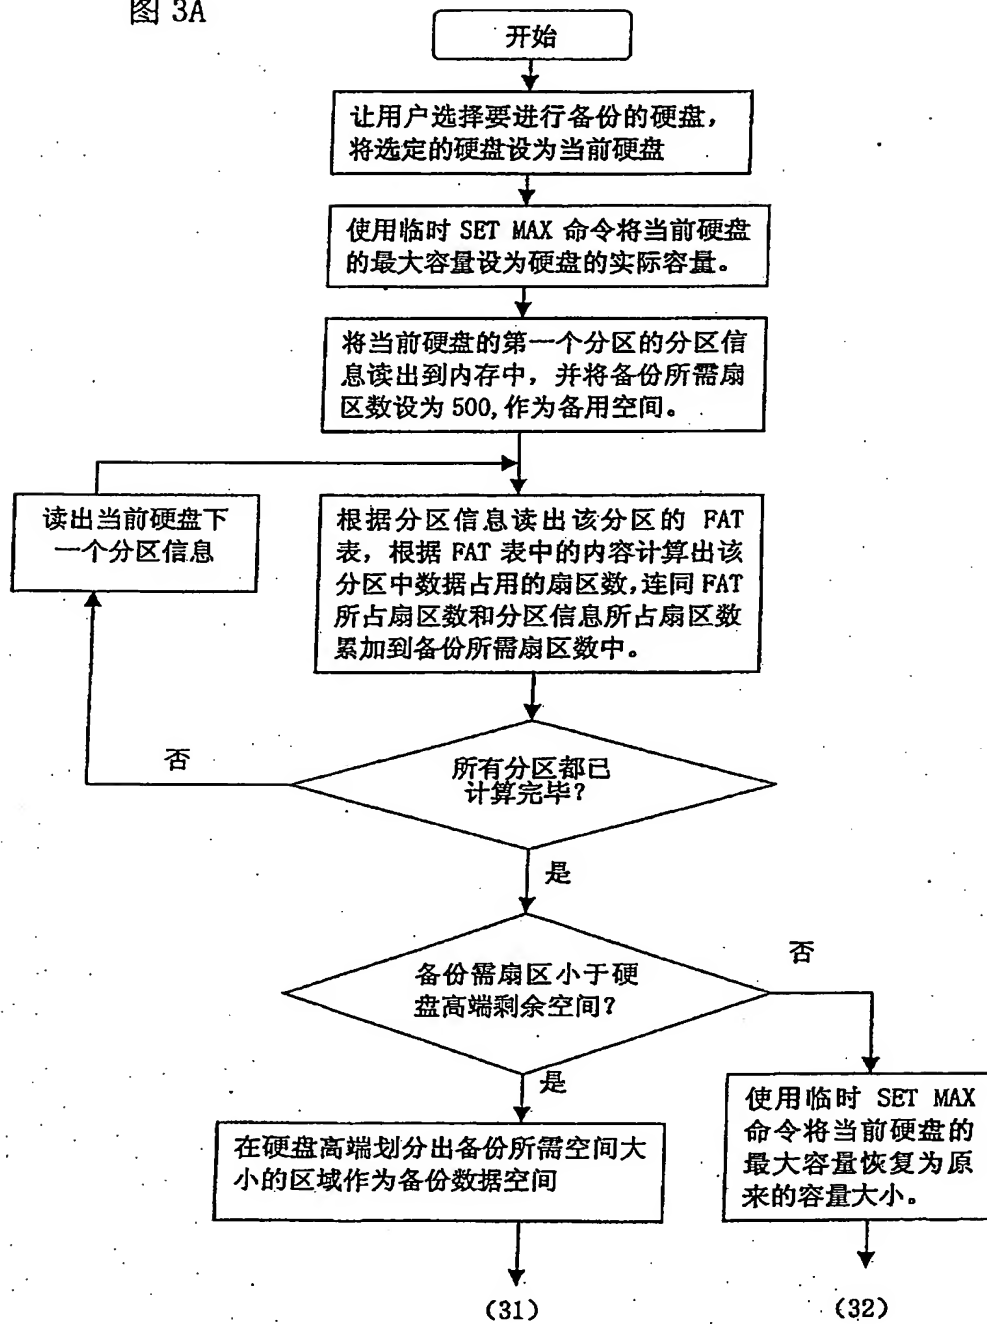 图 3A
开始
让用户选择要进行备份的硬盘，
将选定的硬盘设为当前硬盘
使用临时 SET MAX 命令将当前硬盘
的最大容量设为硬盘的实际容量。
将当前硬盘的第一个分区的分区信
息读出到内存中，并将备份所需扇
区数设为 500,作为备用空间。
读出当前硬盘下
一个分区信息
根据分区信息读出该分区的 FAT
表，根据 FAT 表中的内容计算出该
分区中数据占用的扇区数,连同 FAT
所占扇区数和分区信息所占扇区数
累加到备份所需扇区数中。
否
所有分区都已
计算完毕?
是
备份需扇区小于硬
盘高端剩余空间?
否
是
在硬盘高端划分出备份所需空间大
小的区域作为备份数据空间
使用临时 SET MAX
命令将当前硬盘的
最大容量恢复为原
来的容量大小。
(31)
(32)